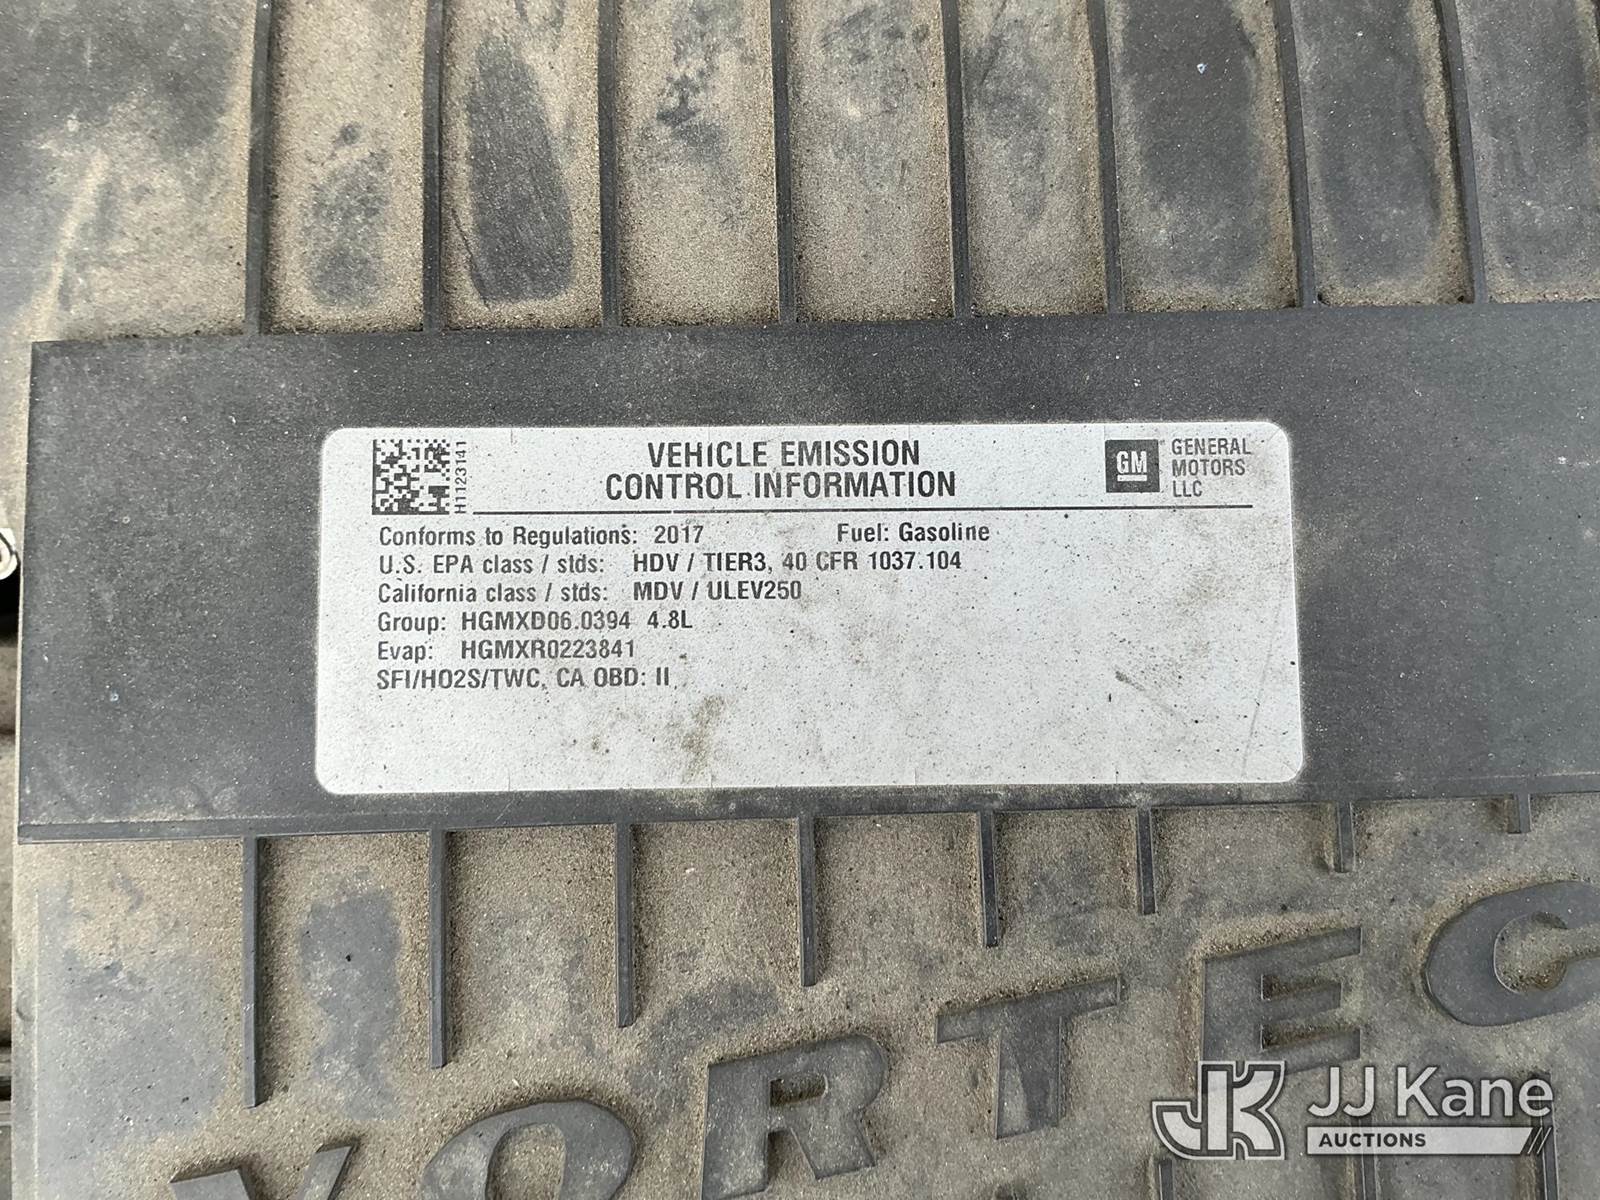 H1123141
VEHICLE EMISSION
CONTROL INFORMATION
GM
GENERAL
MOTORS
LLC
Conforms to Regulations: 2017 Fuel: Gasoline
U.S. EPA class / stds: HDV / TIER3, 40 CFR 1037.104
California class / stds: MDV / ULEV250
Group: HGMXD06.0394 4.8L
Evap: HGMXR0223841
SFI/HO2S/TWC, CA OBD: II
VORTEC
JK
JJ Kane
AUCTIONS